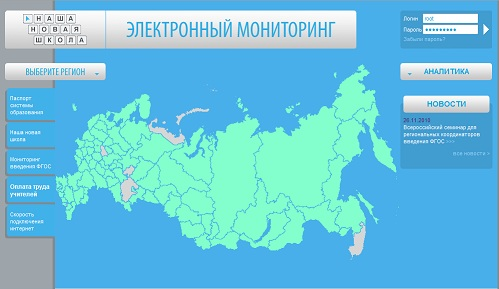 НАША
НОВАЯ
ШКОЛА
ЭЛЕКТРОННЫЙ МОНИТОРИНГ
Логин root
Пароль •••••••••
Забыли пароль?
ВЫБЕРИТЕ РЕГИОН
АНАЛИТИКА
Паспорт
системы
образования
Наша новая
школа
Мониторинг
введения ФГОС
Оплата труда
учителей
Скорость
подключения
интернет
НОВОСТИ
26.11.2010
Всероссийский семинар для
региональных координаторов
введения ФГОС >>>
все новости >